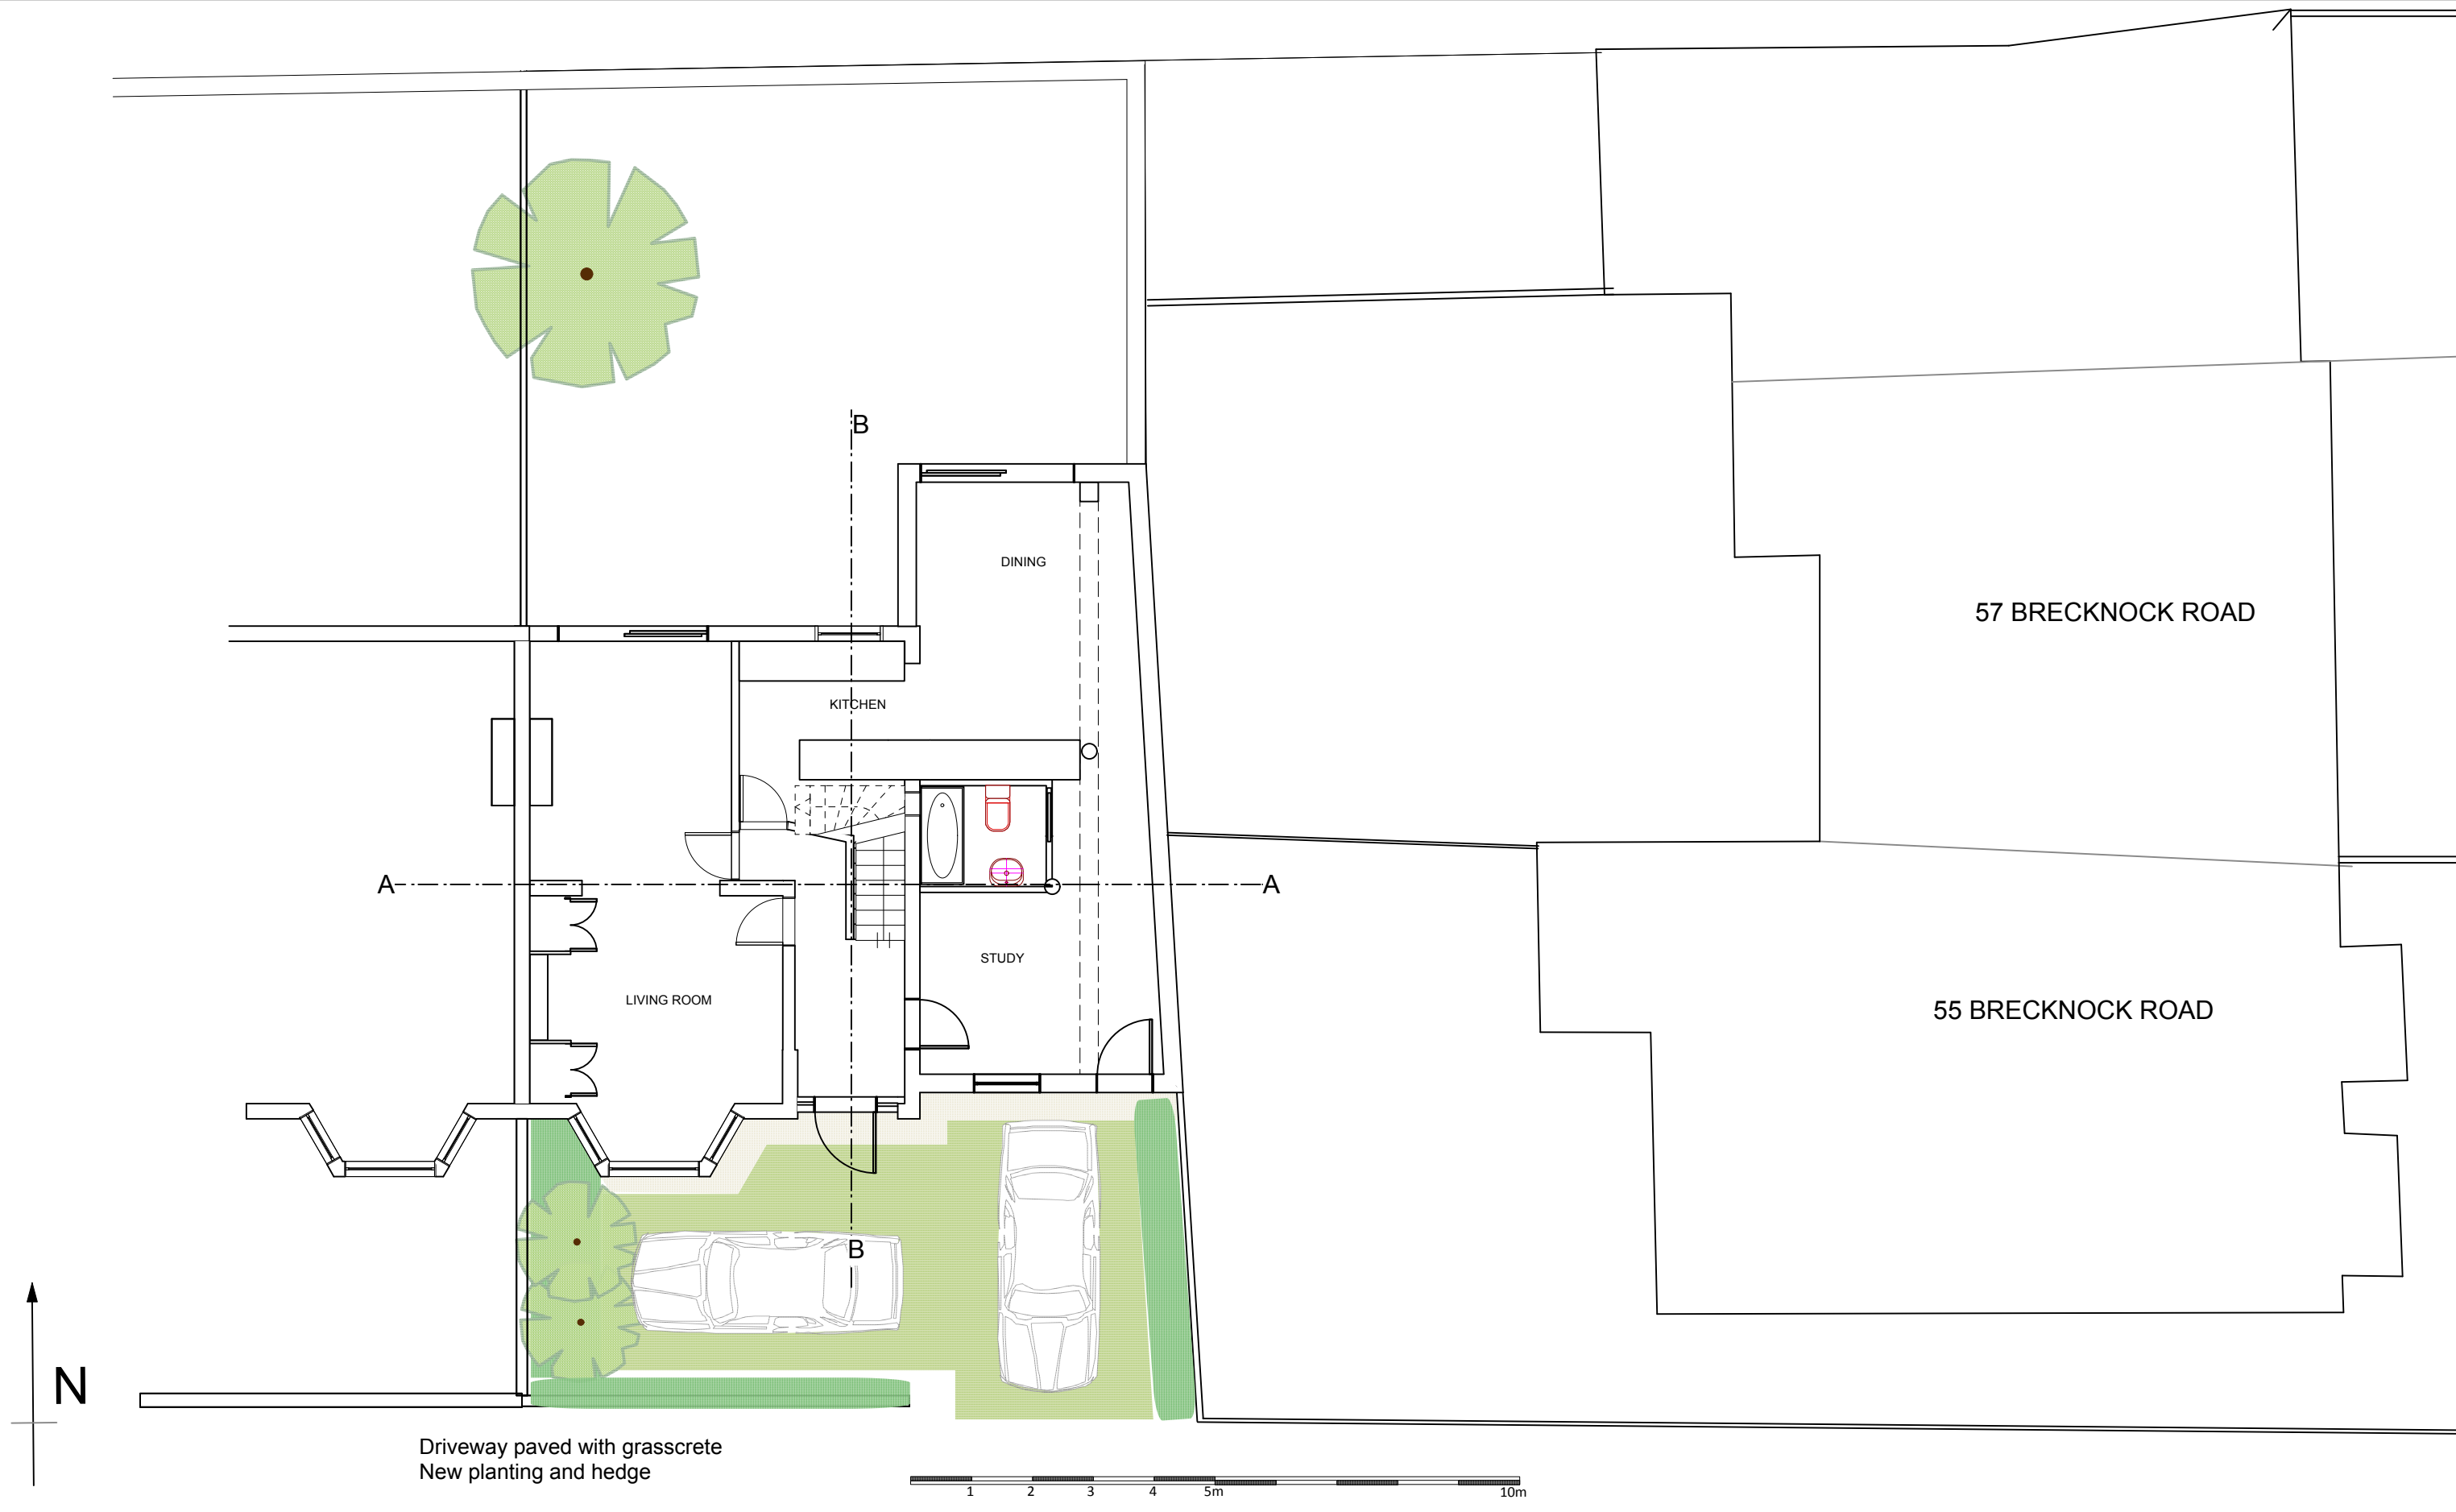 B
DINING
57 BRECKNOCK ROAD
KITCHEN
A
A
STUDY
LIVING ROOM
55 BRECKNOCK ROAD
B
N
Driveway paved with grasscrete
New planting and hedge
1 2 3 4 5m 10m